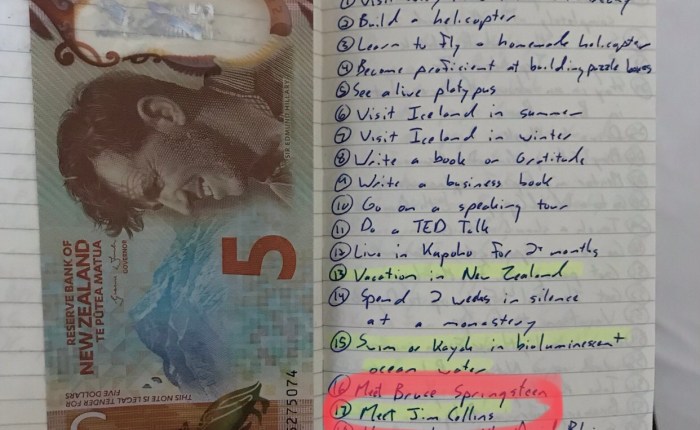 ② Build a helicopter
③ Learn to fly a homemade helicopter
④ Become proficient at building puzzle boxes
⑤ See a live platypus
⑥ Visit Iceland in summer
⑦ Visit Iceland in winter
⑧ Write a book on Gratitude
⑨ Write a business book
⑩ Go on a speaking tour
⑪ Do a TED Talk
⑫ Live in Kapoho for 2+ months
⑬ Vacation in New Zealand
⑭ Spend 2 weeks in silence
at a monastery
⑮ Swim or Kayak in bioluminescent
ocean water
⑯ Meet Bruce Springsteen
⑰ Meet Jim Collins
RESERVE BANK OF
NEW ZEALAND
TE PŪTEA MATUA
GOVERNOR
5
SIR EDMUND HILLARY
THIS NOTE IS LEGAL TENDER FOR
FIVE DOLLARS